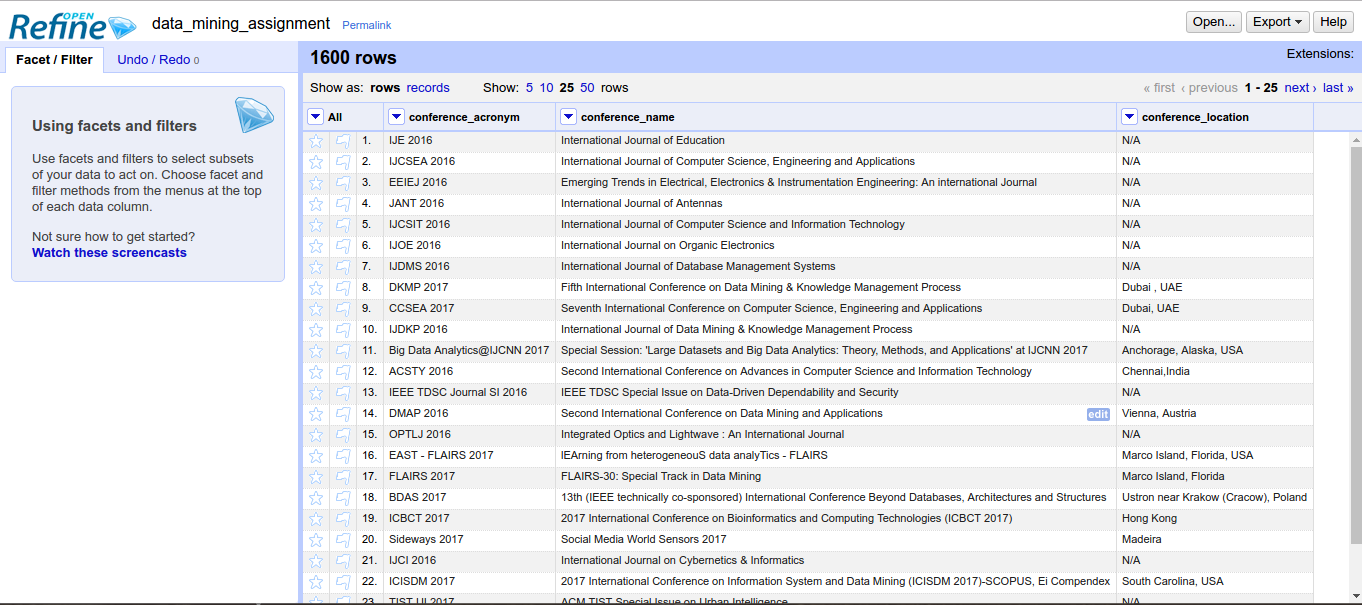 OPEN
Refine data_mining_assignment Permalink Open... Export Help
Facet / Filter Undo / Redo 0 1600 rows Extensions:
Show as: rows records Show: 5 10 25 50 rows « first ‹ previous 1 - 25 next › last »
Using facets and filters
Use facets and filters to select subsets
of your data to act on. Choose facet and
filter methods from the menus at the top
of each data column.
Not sure how to get started?
Watch these screencasts
All conference_acronym conference_name conference_location
1. IJE 2016 International Journal of Education N/A
2. IJCSEA 2016 International Journal of Computer Science, Engineering and Applications N/A
3. EEIEJ 2016 Emerging Trends in Electrical, Electronics & Instrumentation Engineering: An international Journal N/A
4. JANT 2016 International Journal of Antennas N/A
5. IJCSIT 2016 International Journal of Computer Science and Information Technology N/A
6. IJOE 2016 International Journal on Organic Electronics N/A
7. IJDMS 2016 International Journal of Database Management Systems N/A
8. DKMP 2017 Fifth International Conference on Data Mining & Knowledge Management Process Dubai , UAE
9. CCSEA 2017 Seventh International Conference on Computer Science, Engineering and Applications Dubai, UAE
10. IJDKP 2016 International Journal of Data Mining & Knowledge Management Process N/A
11. Big Data Analytics@IJCNN 2017 Special Session: 'Large Datasets and Big Data Analytics: Theory, Methods, and Applications' at IJCNN 2017 Anchorage, Alaska, USA
12. ACSTY 2016 Second International Conference on Advances in Computer Science and Information Technology Chennai,India
13. IEEE TDSC Journal SI 2016 IEEE TDSC Special Issue on Data-Driven Dependability and Security N/A
14. DMAP 2016 Second International Conference on Data Mining and Applications edit Vienna, Austria
15. OPTLJ 2016 Integrated Optics and Lightwave : An International Journal N/A
16. EAST - FLAIRS 2017 lEArning from heterogeneouS data analyTics - FLAIRS Marco Island, Florida, USA
17. FLAIRS 2017 FLAIRS-30: Special Track in Data Mining Marco Island, Florida
18. BDAS 2017 13th (IEEE technically co-sponsored) International Conference Beyond Databases, Architectures and Structures Ustron near Krakow (Cracow), Poland
19. ICBCT 2017 2017 International Conference on Bioinformatics and Computing Technologies (ICBCT 2017) Hong Kong
20. Sideways 2017 Social Media World Sensors 2017 Madeira
21. IJCI 2016 International Journal on Cybernetics & Informatics N/A
22. ICISDM 2017 2017 International Conference on Information System and Data Mining (ICISDM 2017)-SCOPUS, Ei Compendex South Carolina, USA
23. TIST UI 2017 ACM TIST Special Issue on Urban Intelligence N/A